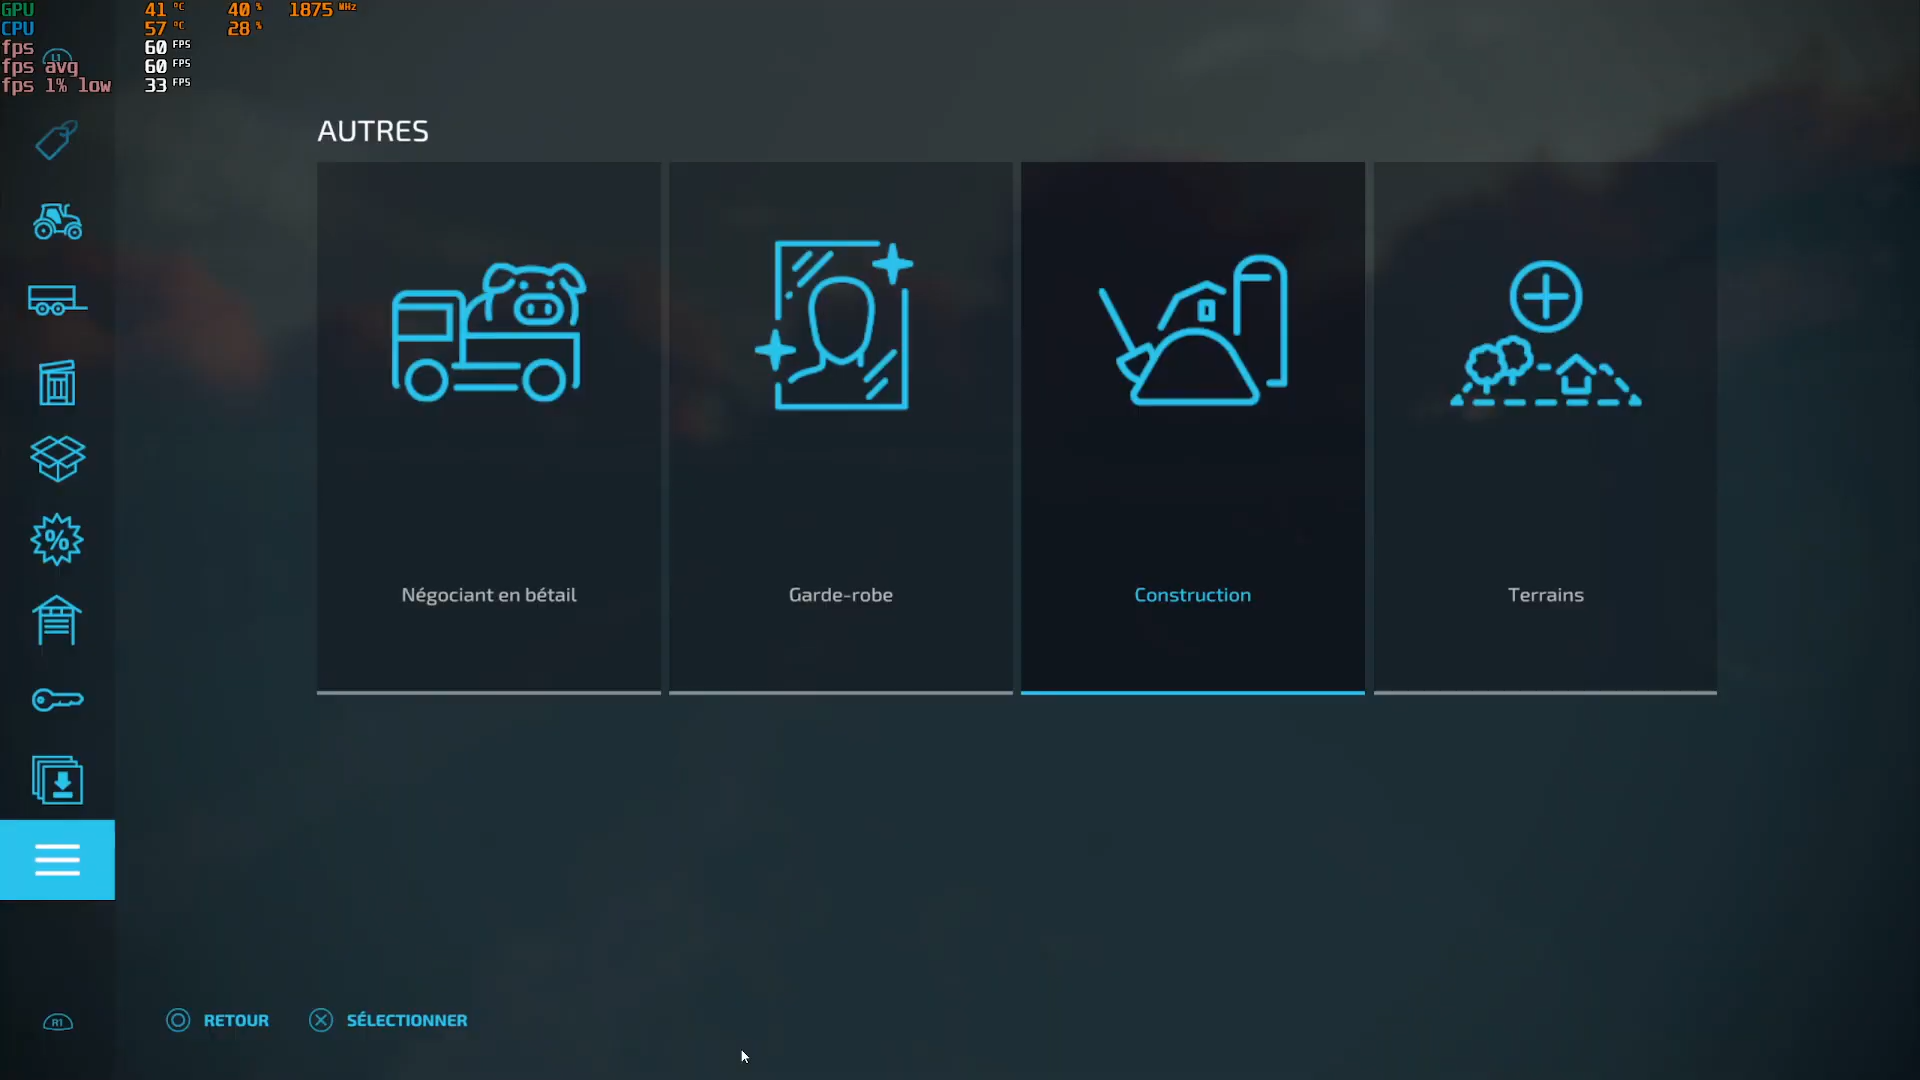 GPU 41 °C 40 % 1875 MHz
CPU 57 °C 28 %
fps 60 FPS
fps avg 60 FPS
fps 1% low 33 FPS
AUTRES
Négociant en bétail
Garde-robe
Construction
Terrains
%
R1
RETOUR
SÉLECTIONNER